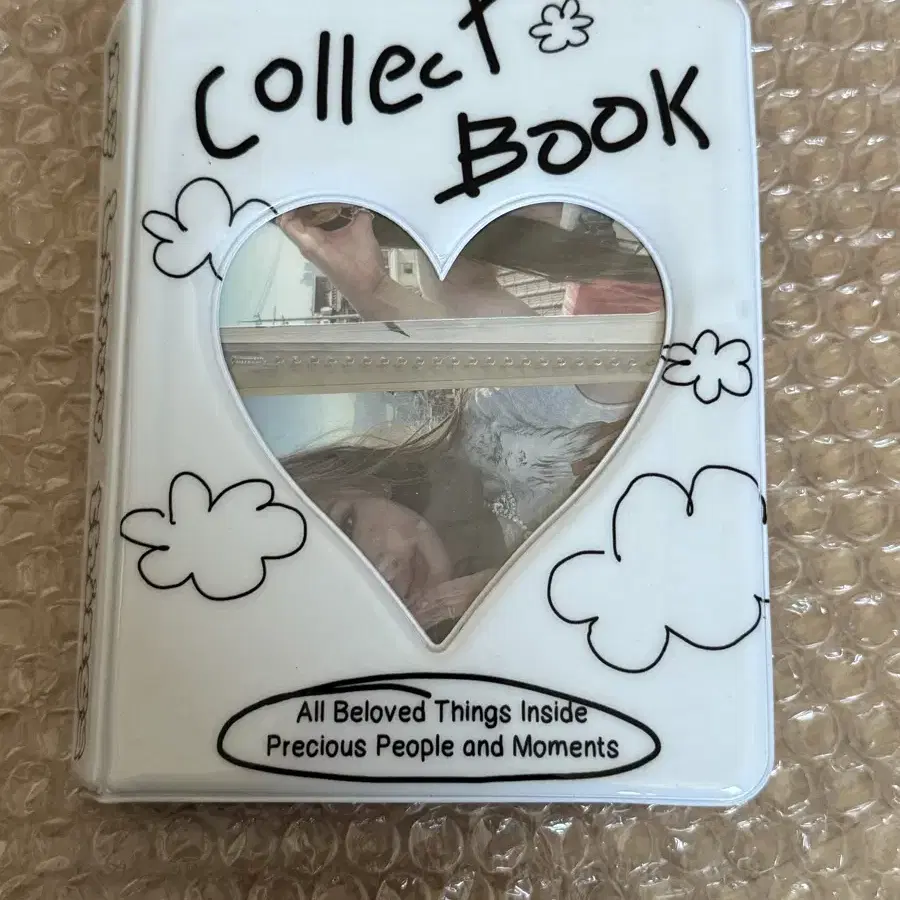 Collect
BOOK
All Beloved Things Inside
Precious People and Moments